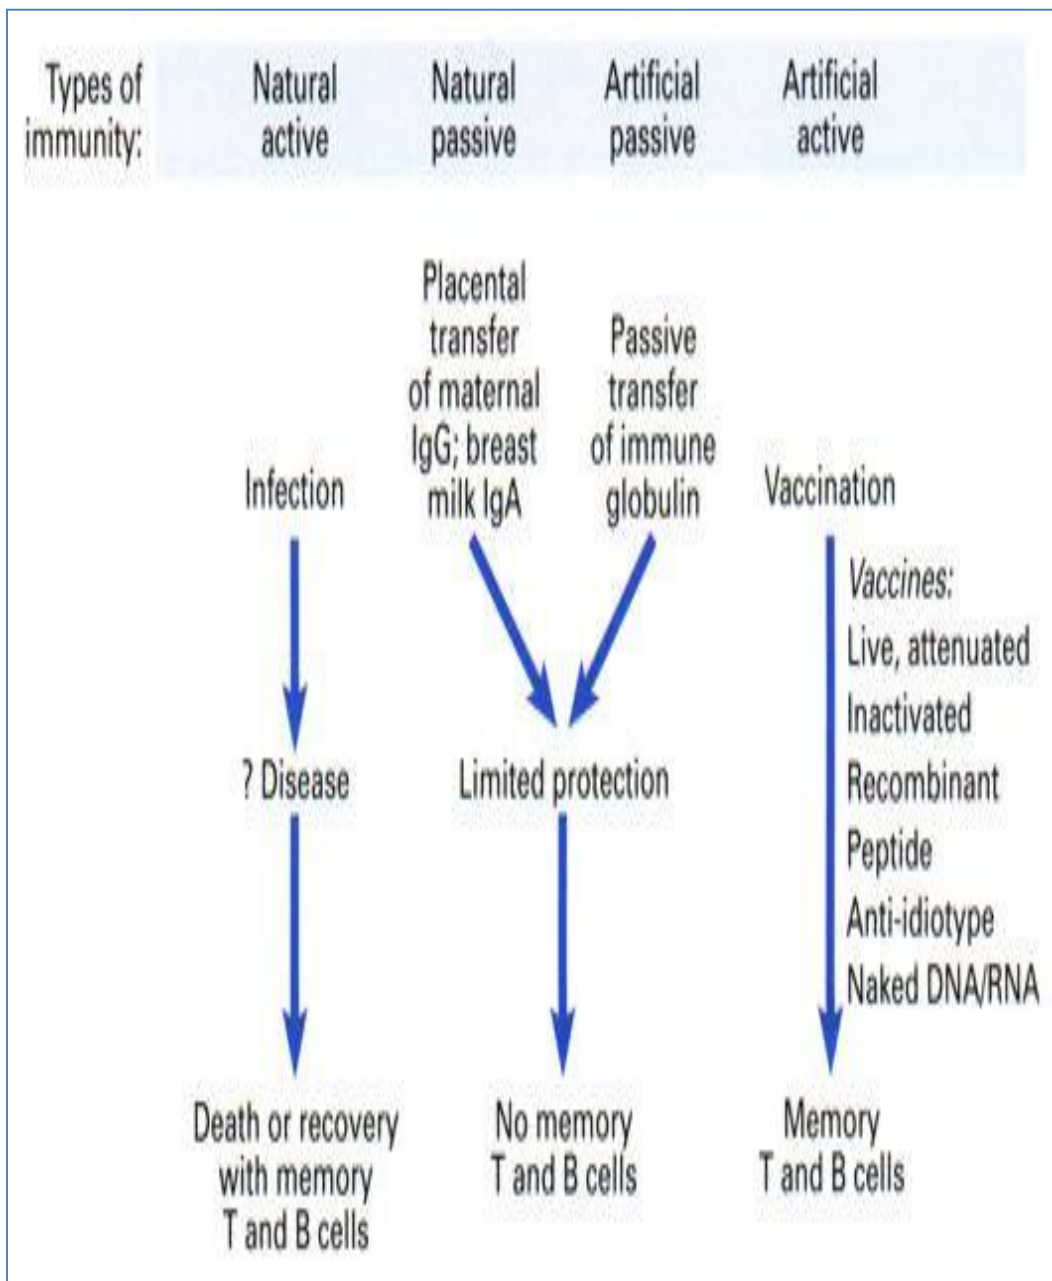 Types of
immunity:
Natural
active
Natural
passive
Artificial
passive
Artificial
active
Infection
Placental
transfer
of maternal
IgG; breast
milk IgA
Passive
transfer
of immune
globulin
Vaccination
Vaccines:
Live, attenuated
Inactivated
Recombinant
Peptide
Anti-idiotype
Naked DNA/RNA
? Disease
Limited protection
Death or recovery
with memory
T and B cells
No memory
T and B cells
Memory
T and B cells